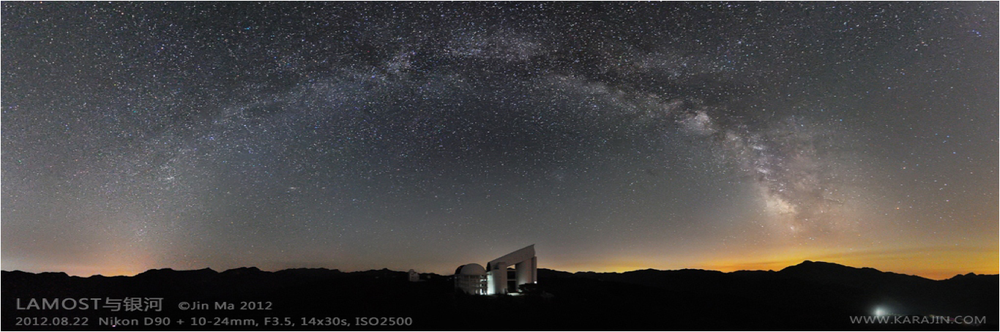 LAMOST与银河 ©Jin Ma 2012
2012.08.22 Nikon D90 + 10-24mm, F3.5, 14x30s, ISO2500
WWW.KARAJIN.COM